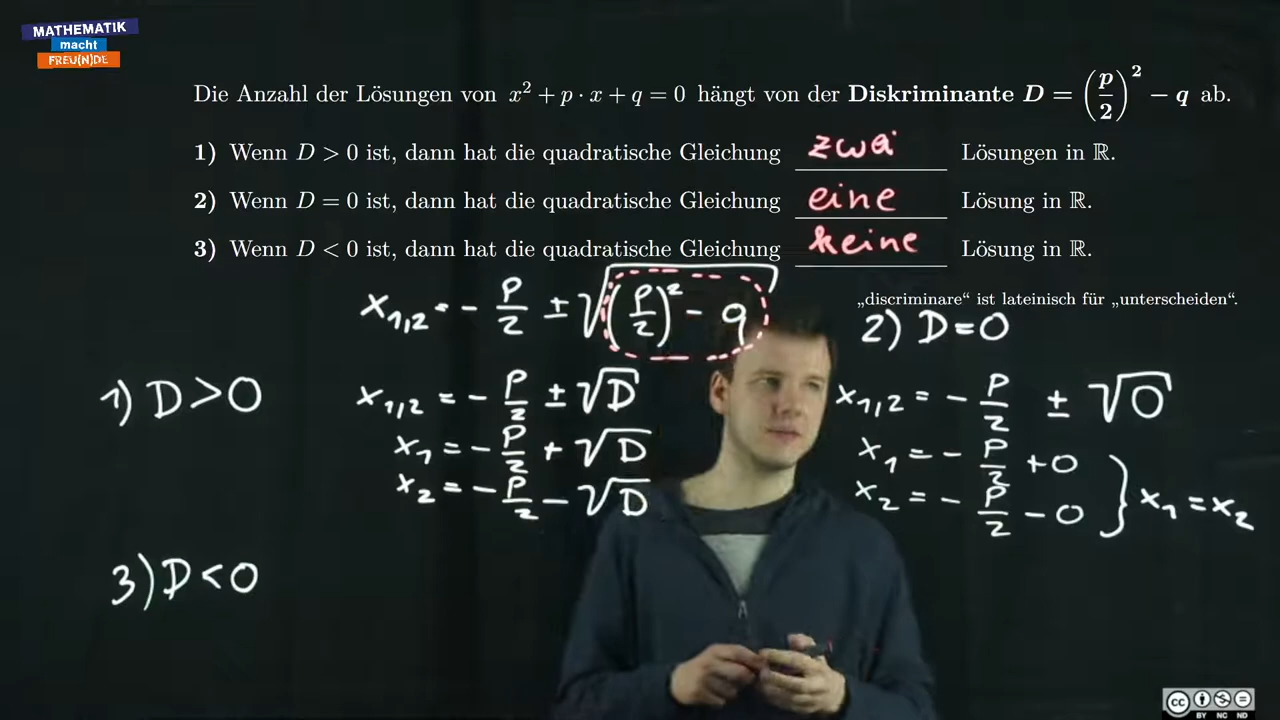 MATHEMATIK
macht
FREU(N)DE
Die Anzahl der Lösungen von x² + p · x + q = 0 hängt von der Diskriminante D = (p/2)² − q ab.
1) Wenn D > 0 ist, dann hat die quadratische Gleichung zwei Lösungen in ℝ.
2) Wenn D = 0 ist, dann hat die quadratische Gleichung eine Lösung in ℝ.
3) Wenn D < 0 ist, dann hat die quadratische Gleichung keine Lösung in ℝ.
„discriminare“ ist lateinisch für „unterscheiden“.
x₁,₂ = − p/2 ± √((p/2)² − q)
1) D > 0
x₁,₂ = − p/2 ± √D
x₁ = − p/2 + √D
x₂ = − p/2 − √D
2) D = 0
x₁,₂ = − p/2 ± √0
x₁ = − p/2 + 0
x₂ = − p/2 − 0
} x₁ = x₂
3) D < 0
cc
BY NC ND